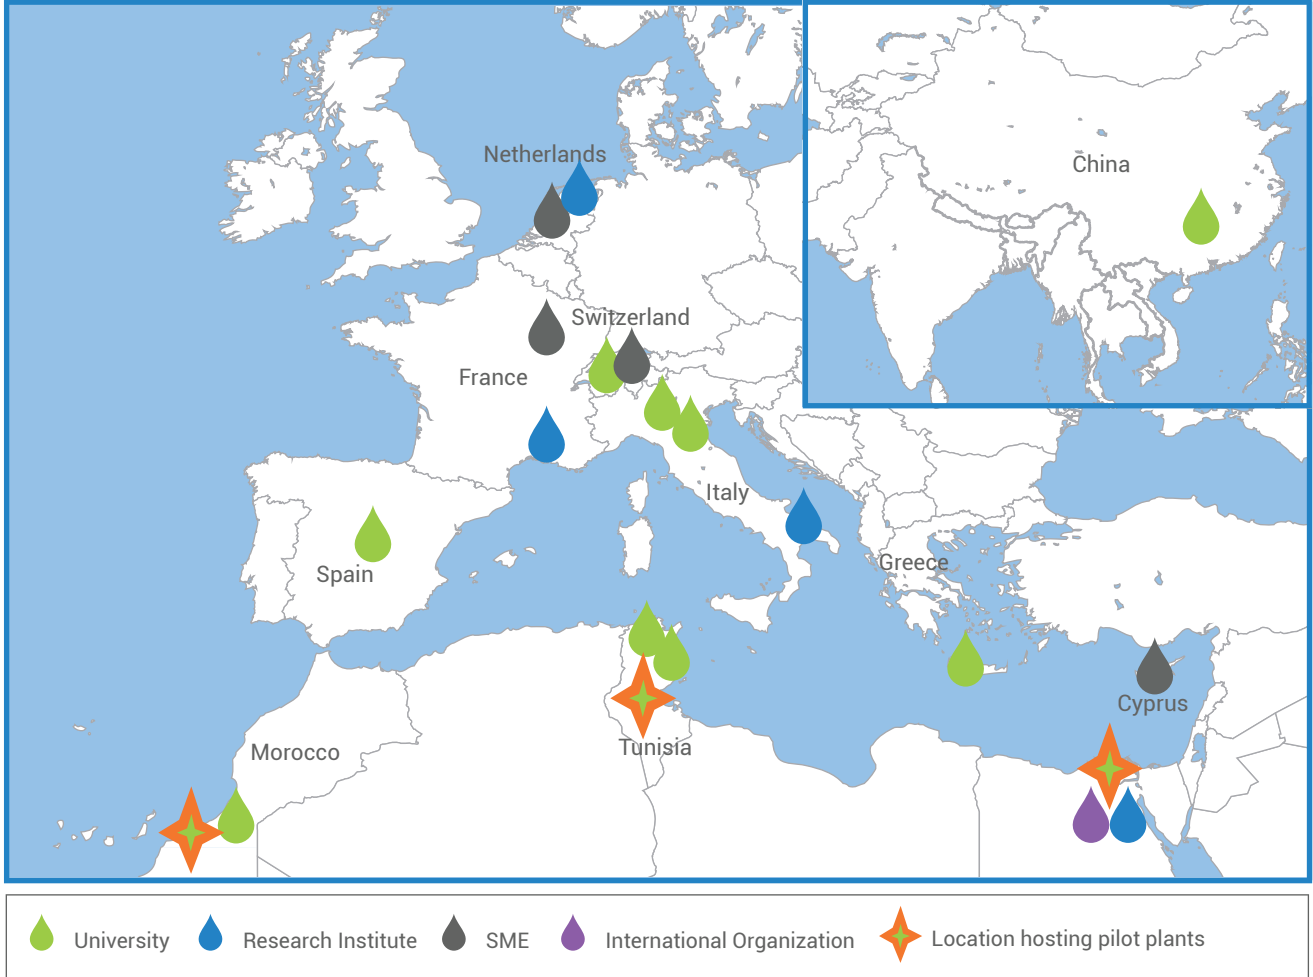 Netherlands
China
Switzerland
France
Italy
Greece
Spain
Cyprus
Tunisia
Morocco
University
Research Institute
SME
International Organization
Location hosting pilot plants